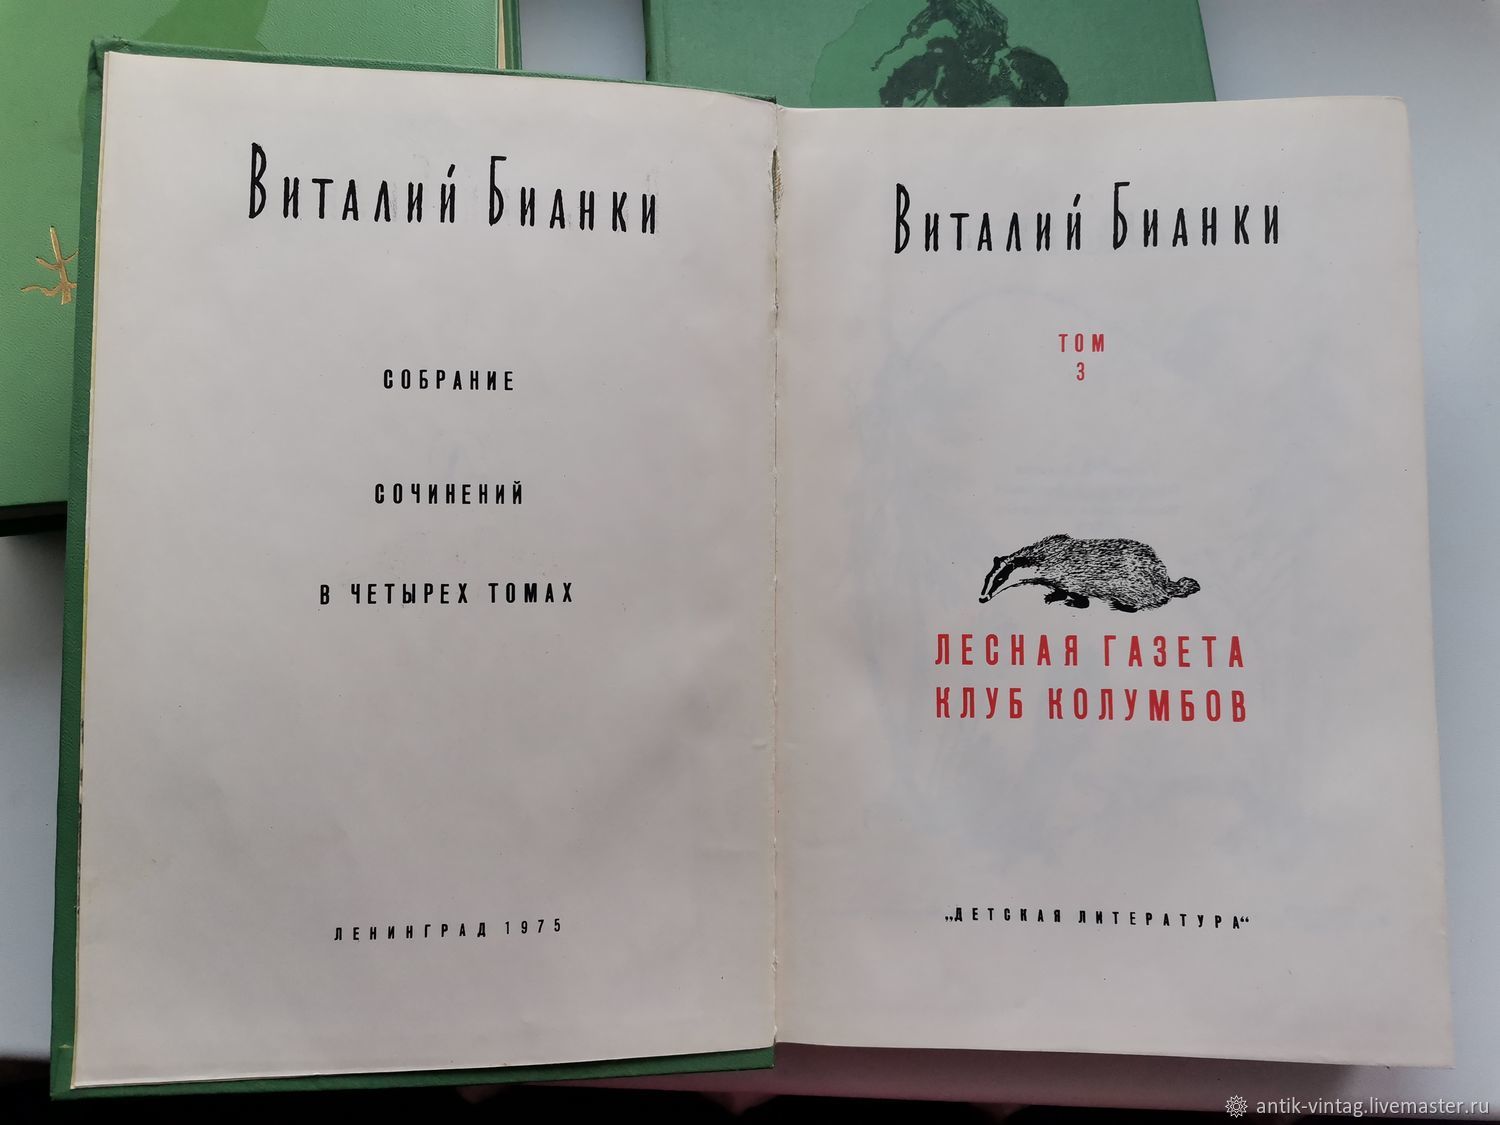 Виталий Бианки
СОБРАНИЕ
СОЧИНЕНИЙ
В ЧЕТЫРЕХ ТОМАХ
ЛЕНИНГРАД 1975
Виталий Бианки
ТОМ
3
ЛЕСНАЯ ГАЗЕТА
КЛУБ КОЛУМБОВ
„ДЕТСКАЯ ЛИТЕРАТУРА“
antik-vintag.livemaster.ru